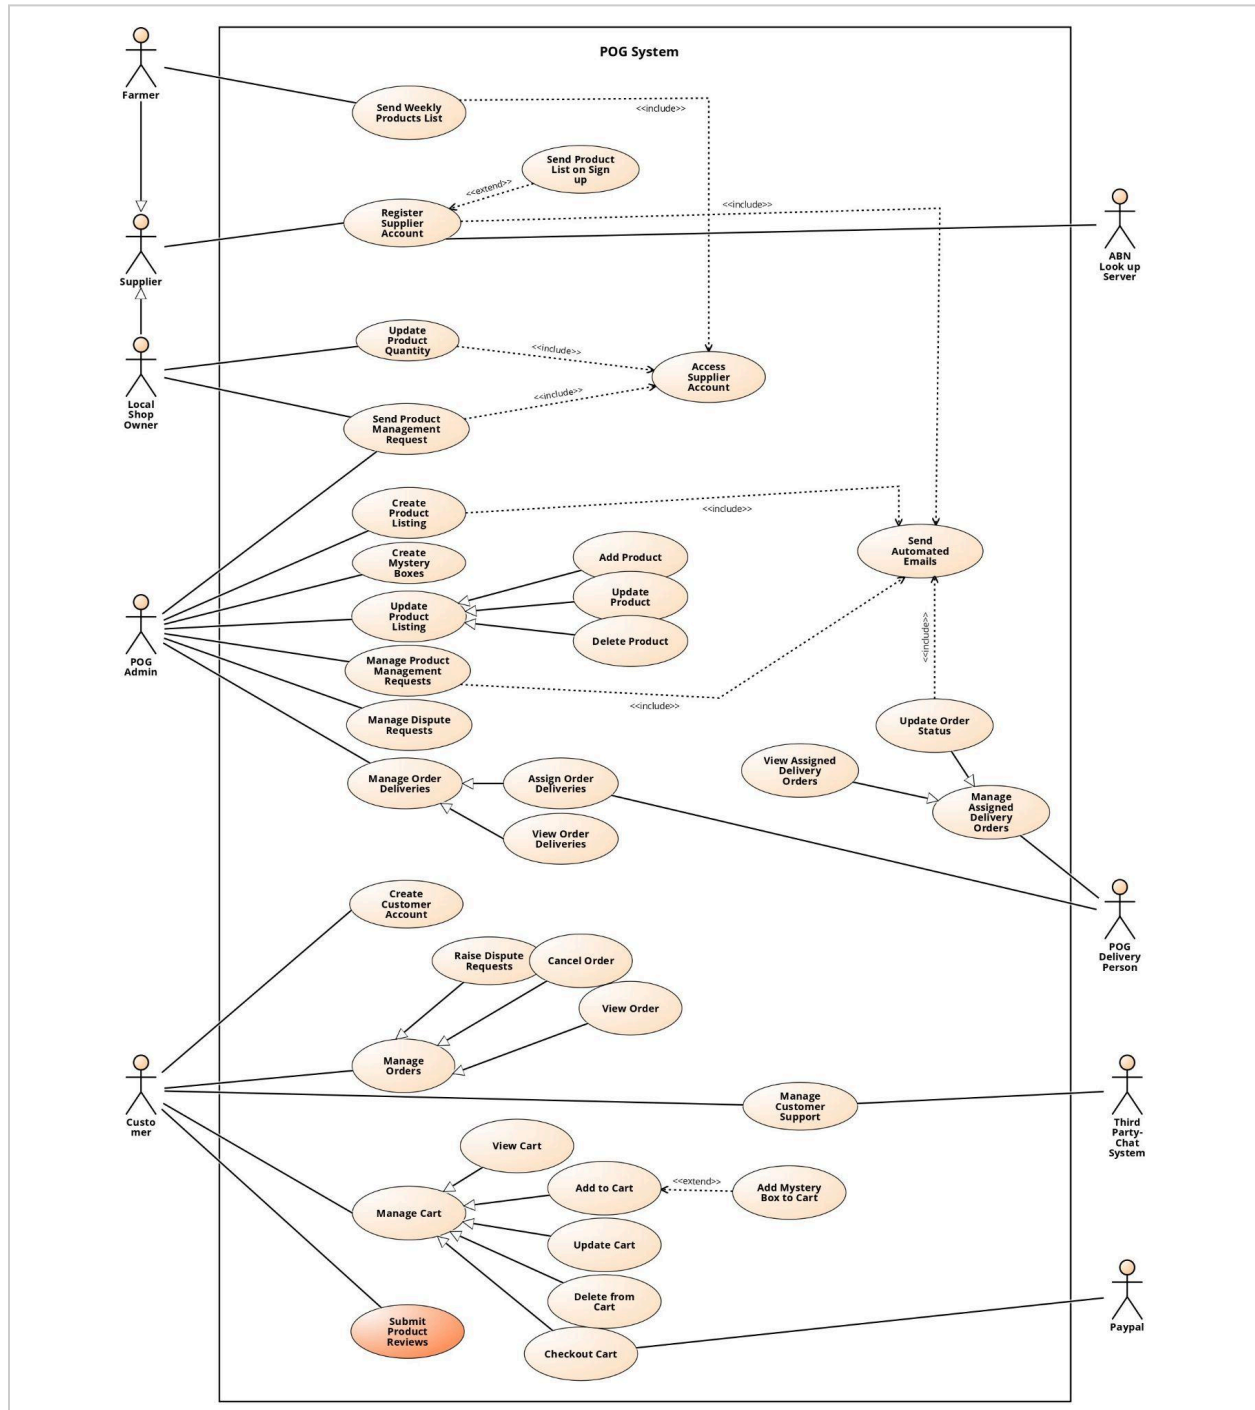 POG System
Farmer
Send Weekly
Products List
<<include>>
Send Product
List on Sign
up
<<extend>>
Register
Supplier
Account
<<include>>
ABN
Look up
Server
Supplier
Update
Product
Quantity
<<include>>
Access
Supplier
Account
<<include>>
Local
Shop
Owner
Send Product
Management
Request
Create
Product
Listing
<<include>>
Send
Automated
Emails
Create
Mystery
Boxes
Add Product
Update
Product
Listing
Update
Product
Delete Product
<<include>>
POG
Admin
Manage Product
Management
Requests
<<include>>
Manage Dispute
Requests
Update Order
Status
View Assigned
Delivery
Orders
Manage Order
Deliveries
Assign Order
Deliveries
Manage
Assigned
Delivery
Orders
View Order
Deliveries
Create
Customer
Account
POG
Delivery
Person
Raise Dispute
Requests
Cancel Order
View Order
Manage
Orders
Custo
mer
Manage
Customer
Support
Third
Party-
Chat
System
View Cart
Add to Cart
<<extend>>
Add Mystery
Box to Cart
Manage Cart
Update Cart
Delete from
Cart
Submit
Product
Reviews
Checkout Cart
Paypal